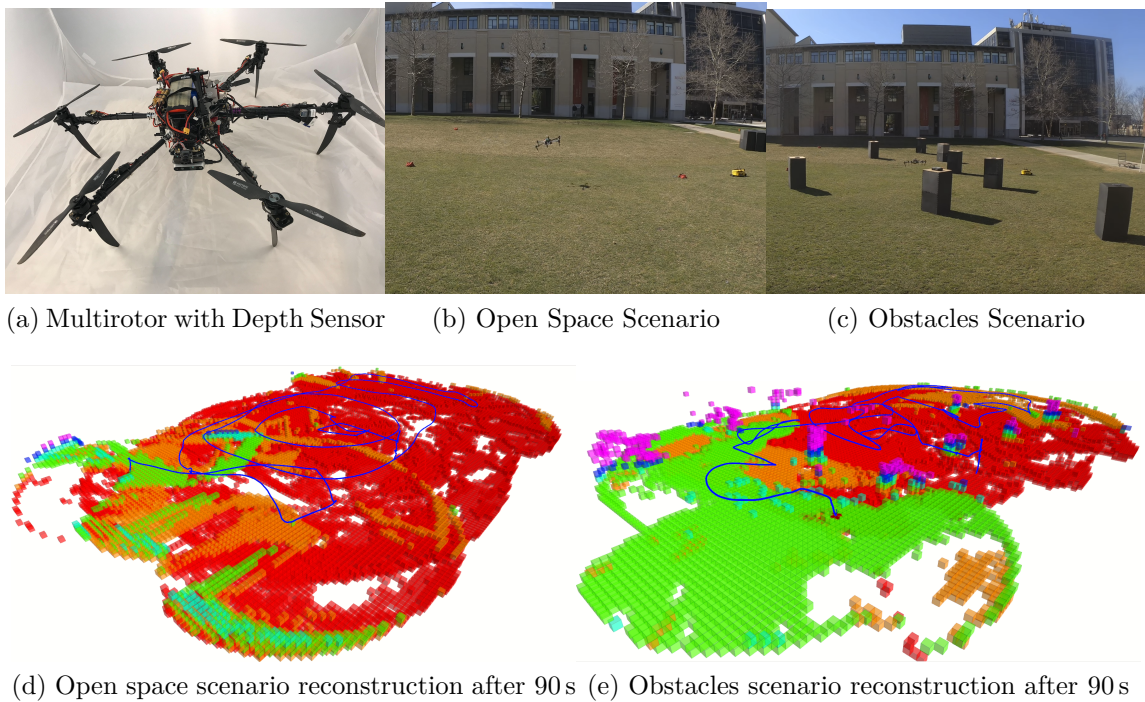 (a) Multirotor with Depth Sensor
(b) Open Space Scenario
(c) Obstacles Scenario
(d) Open space scenario reconstruction after 90 s
(e) Obstacles scenario reconstruction after 90 s